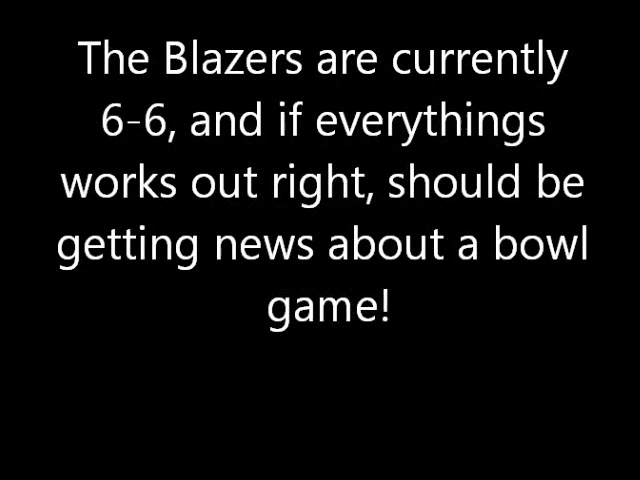 The Blazers are currently
6-6, and if everythings
works out right, should be
getting news about a bowl
game!